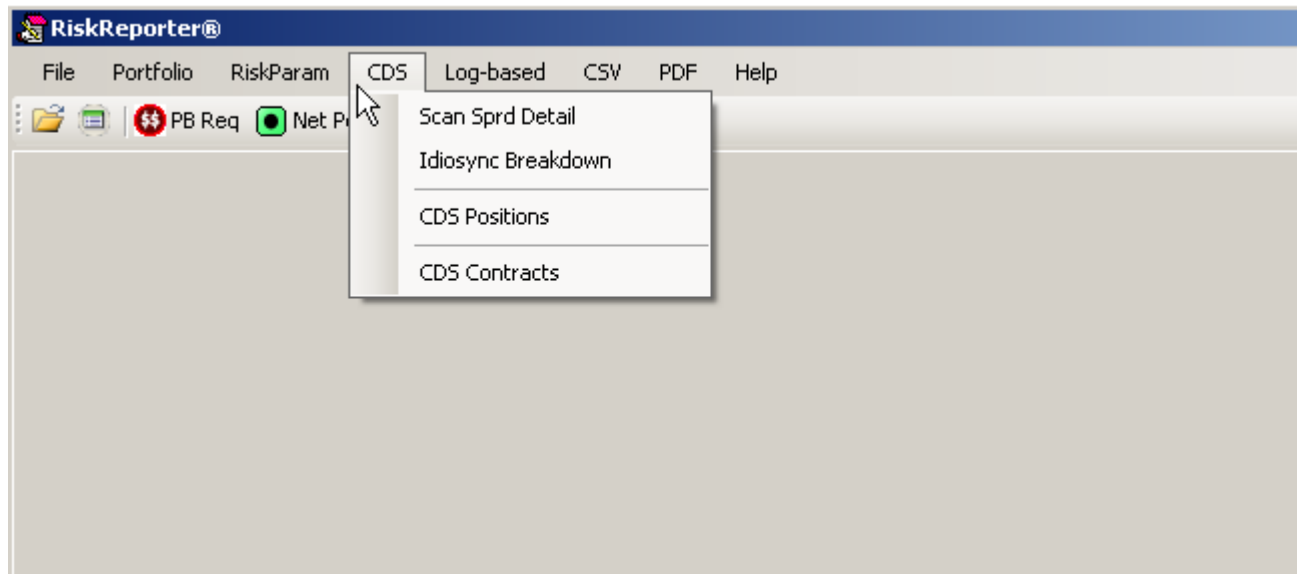 RiskReporter®
File Portfolio RiskParam CDS Log-based CSV PDF Help
$$ PB Req Net
Scan Sprd Detail
Idiosync Breakdown
CDS Positions
CDS Contracts